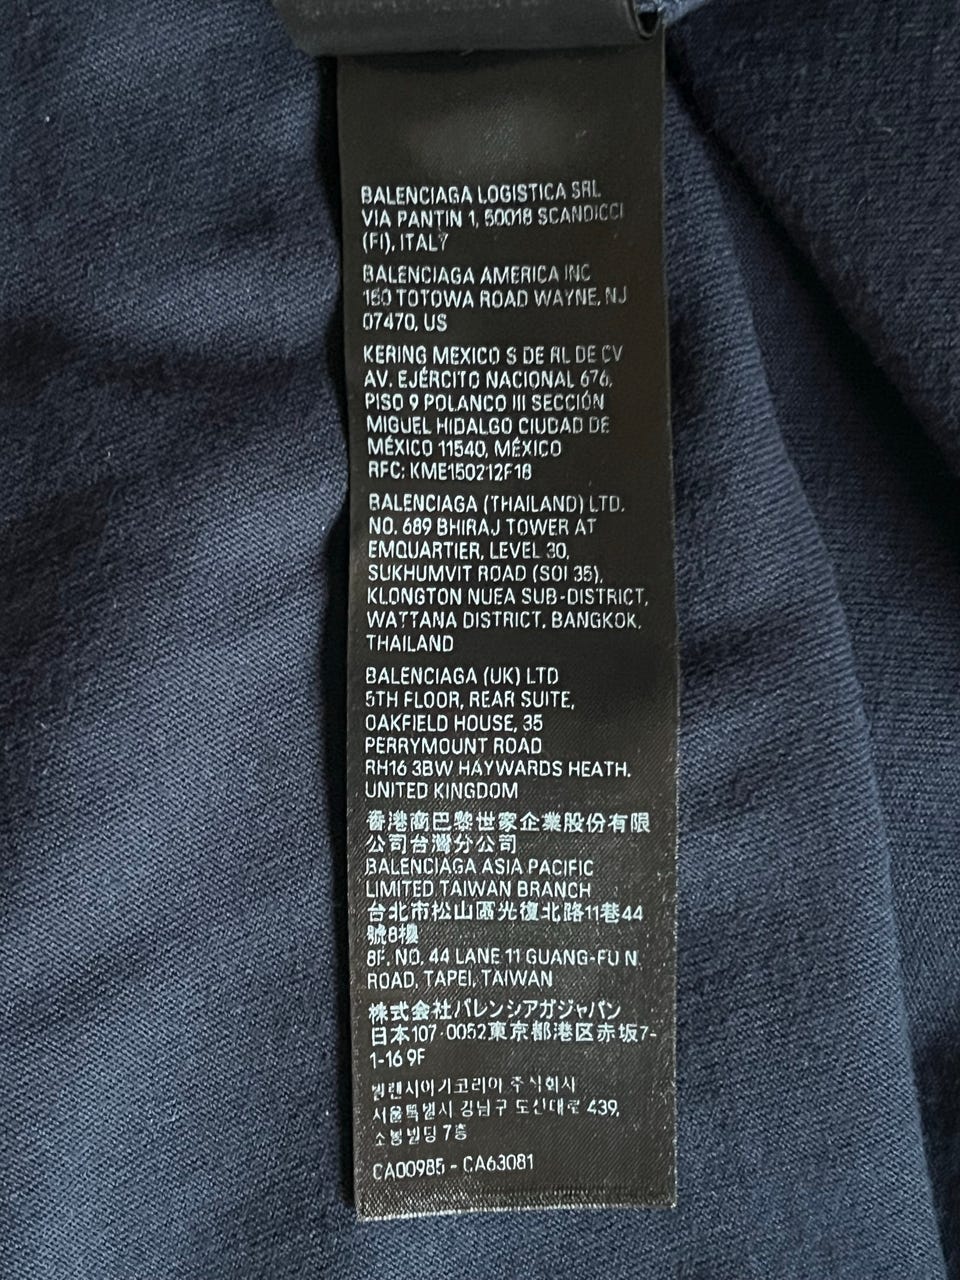 BALENCIAGA LOGISTICA SRL
VIA PANTIN 1, 50018 SCANDICCI
(FI), ITALY
BALENCIAGA AMERICA INC
160 TOTOWA ROAD WAYNE, NJ
07470, US
KERING MEXICO S DE RL DE CV
AV. EJÉRCITO NACIONAL 676,
PISO 9 POLANCO III SECCIÓN
MIGUEL HIDALGO CIUDAD DE
MÉXICO 11540, MÉXICO
RFC: KME150212F18
BALENCIAGA (THAILAND) LTD.
NO. 689 BHIRAJ TOWER AT
EMQUARTIER, LEVEL 30,
SUKHUMVIT ROAD (SOI 35),
KLONGTON NUEA SUB-DISTRICT,
WATTANA DISTRICT, BANGKOK,
THAILAND
BALENCIAGA (UK) LTD
5TH FLOOR, REAR SUITE,
OAKFIELD HOUSE, 35
PERRYMOUNT ROAD
RH16 3BW HAYWARDS HEATH,
UNITED KINGDOM
香港商巴黎世家企業股份有限
公司台灣分公司
BALENCIAGA ASIA PACIFIC
LIMITED TAIWAN BRANCH
台北市松山區光復北路11巷44
號8樓
8F, NO. 44 LANE 11 GUANG-FU N.
ROAD, TAPEI, TAIWAN
株式会社バレンシアガジャパン
日本107-0052東京都港区赤坂7-
1-16 9F
발렌시아가코리아 주식회사
서울특별시 강남구 도산대로 439,
소봉빌딩 7층
CA00985 - CA63081